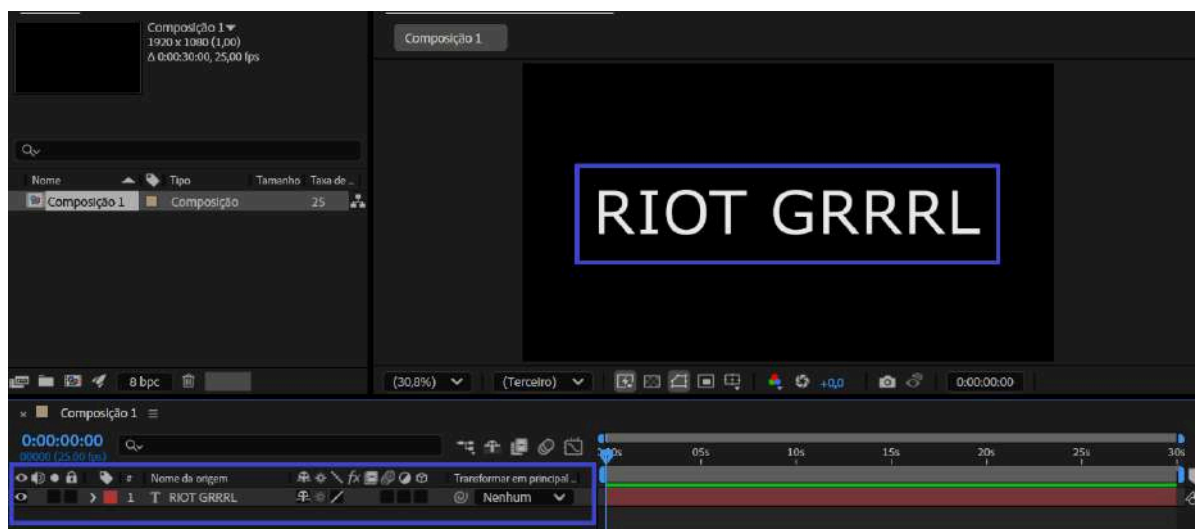 Composição 1
1920 x 1080 (1,00)
Δ 0:00:30:00, 25,00 fps
Composição 1
Nome Tipo Tamanho Taxa de ...
Composição 1 Composição 25
RIOT GRRRL
8 bpc
(30,8%) (Terceiro) +0,0 0:00:00:00
Composição 1
0:00:00:00
00000 (25.00 fps)
05s 10s 15s 20s 25s 30s
# Nome da origem fx Transformar em principal ...
1 T RIOT GRRRL Nenhum